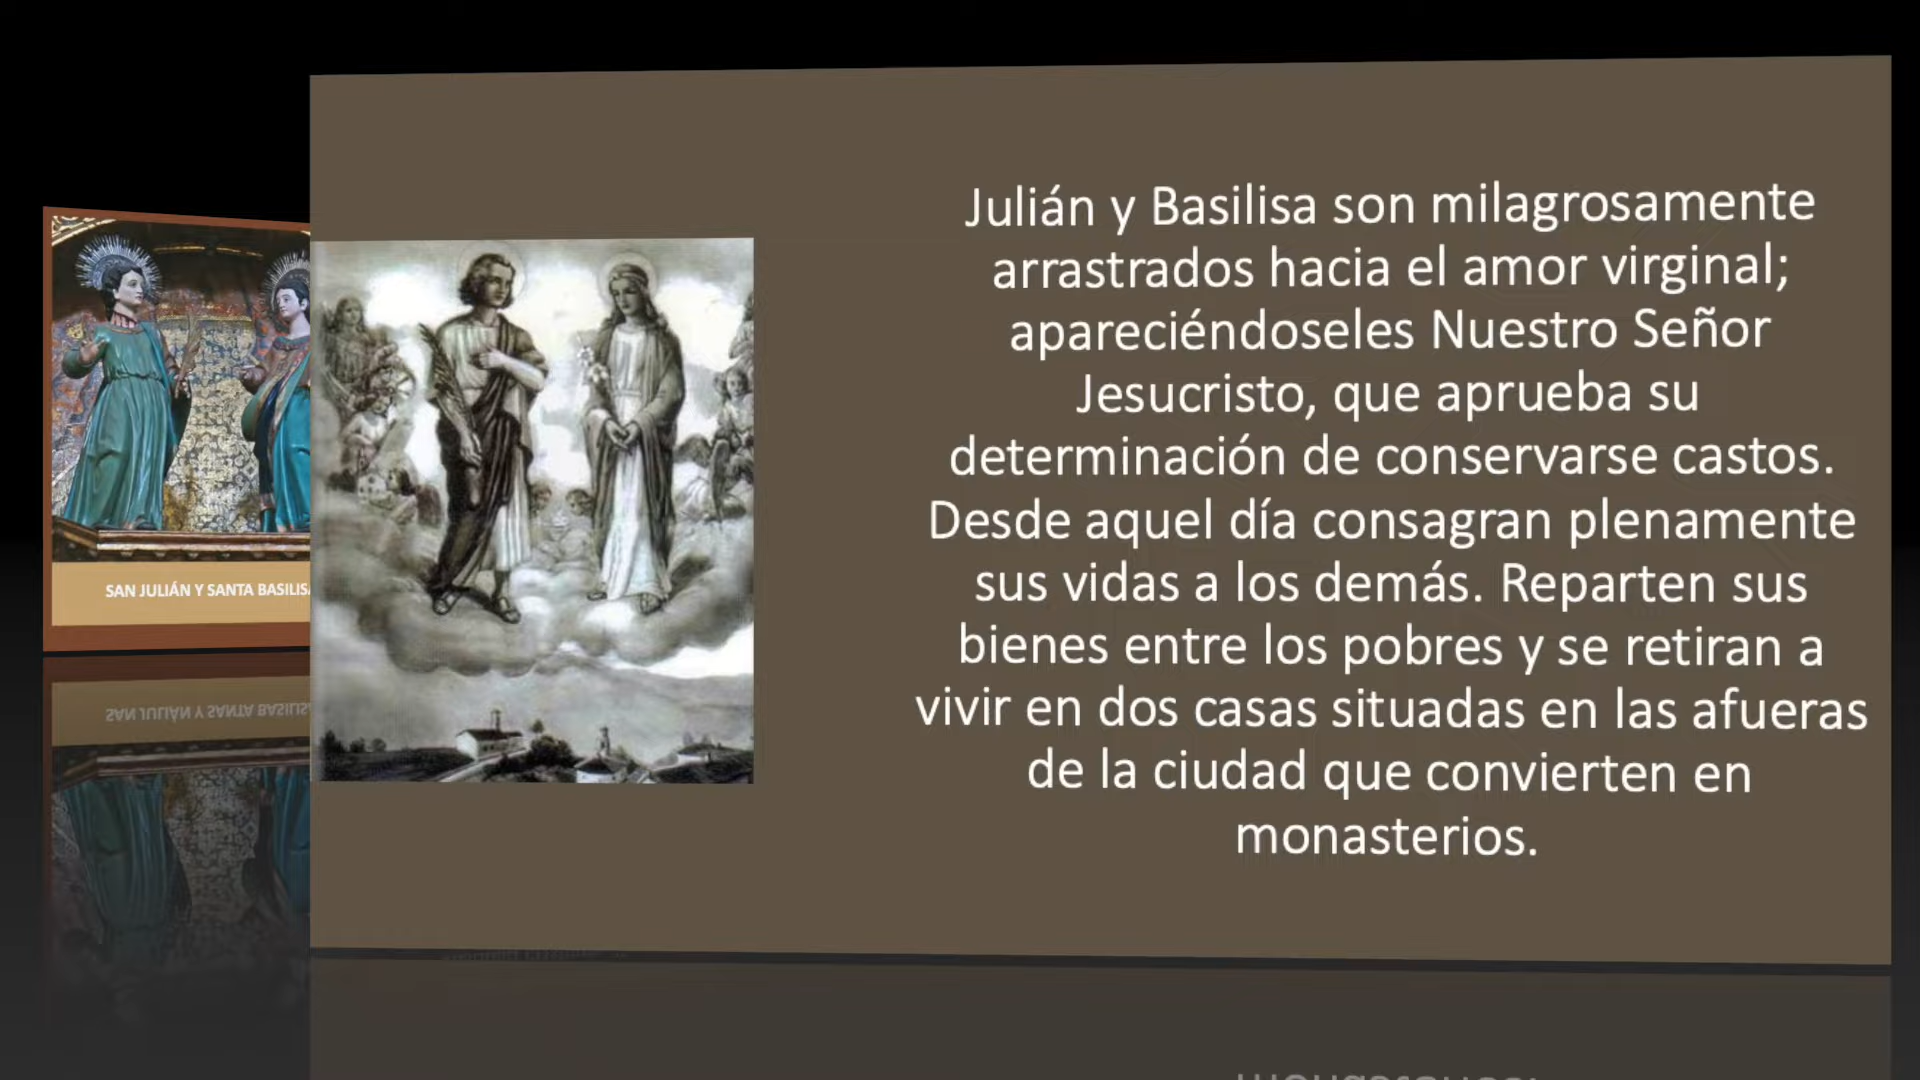 SAN JULIÁN Y SANTA BASILISA
Julián y Basilisa son milagrosamente
arrastrados hacia el amor virginal;
apareciéndoseles Nuestro Señor
Jesucristo, que aprueba su
determinación de conservarse castos.
Desde aquel día consagran plenamente
sus vidas a los demás. Reparten sus
bienes entre los pobres y se retiran a
vivir en dos casas situadas en las afueras
de la ciudad que convierten en
monasterios.